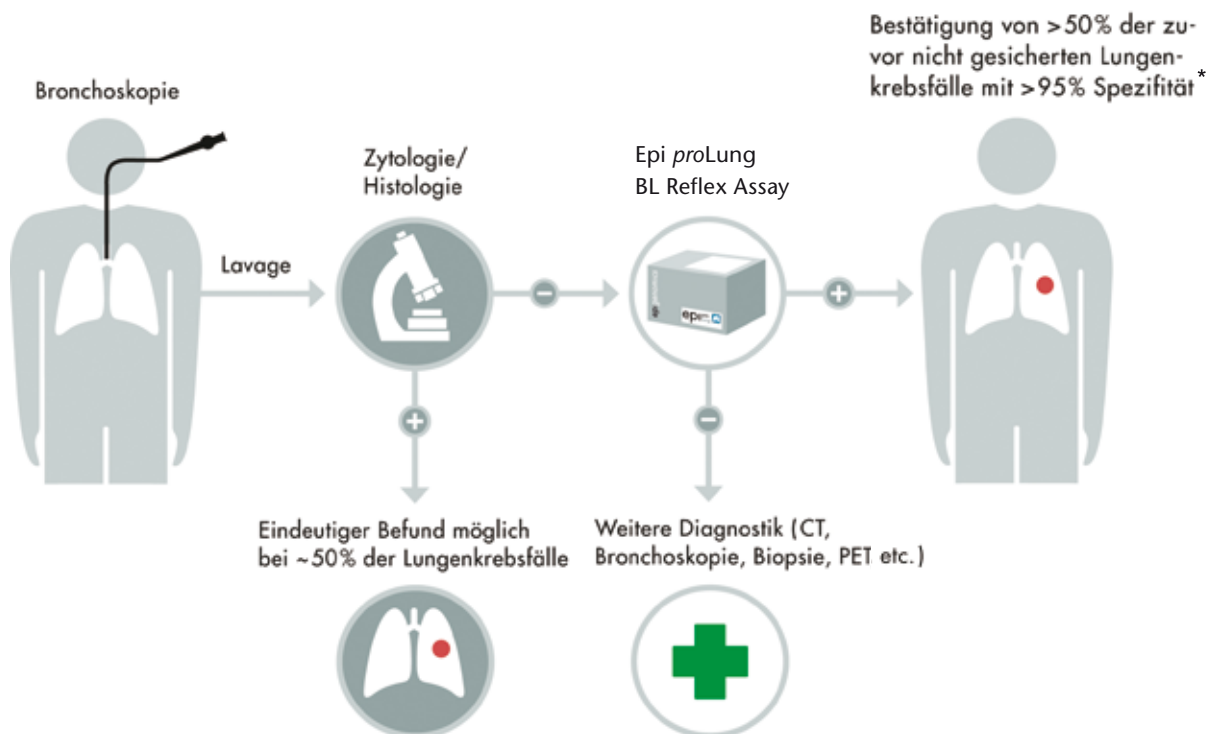 Bronchoskopie
Lavage
Zytologie/
Histologie
Epi proLung
BL Reflex Assay
epi
Bestätigung von >50% der zu-
vor nicht gesicherten Lungen-
krebsfälle mit >95% Spezifität*
Eindeutiger Befund möglich
bei ~50% der Lungenkrebsfälle
Weitere Diagnostik (CT,
Bronchoskopie, Biopsie, PET etc.)